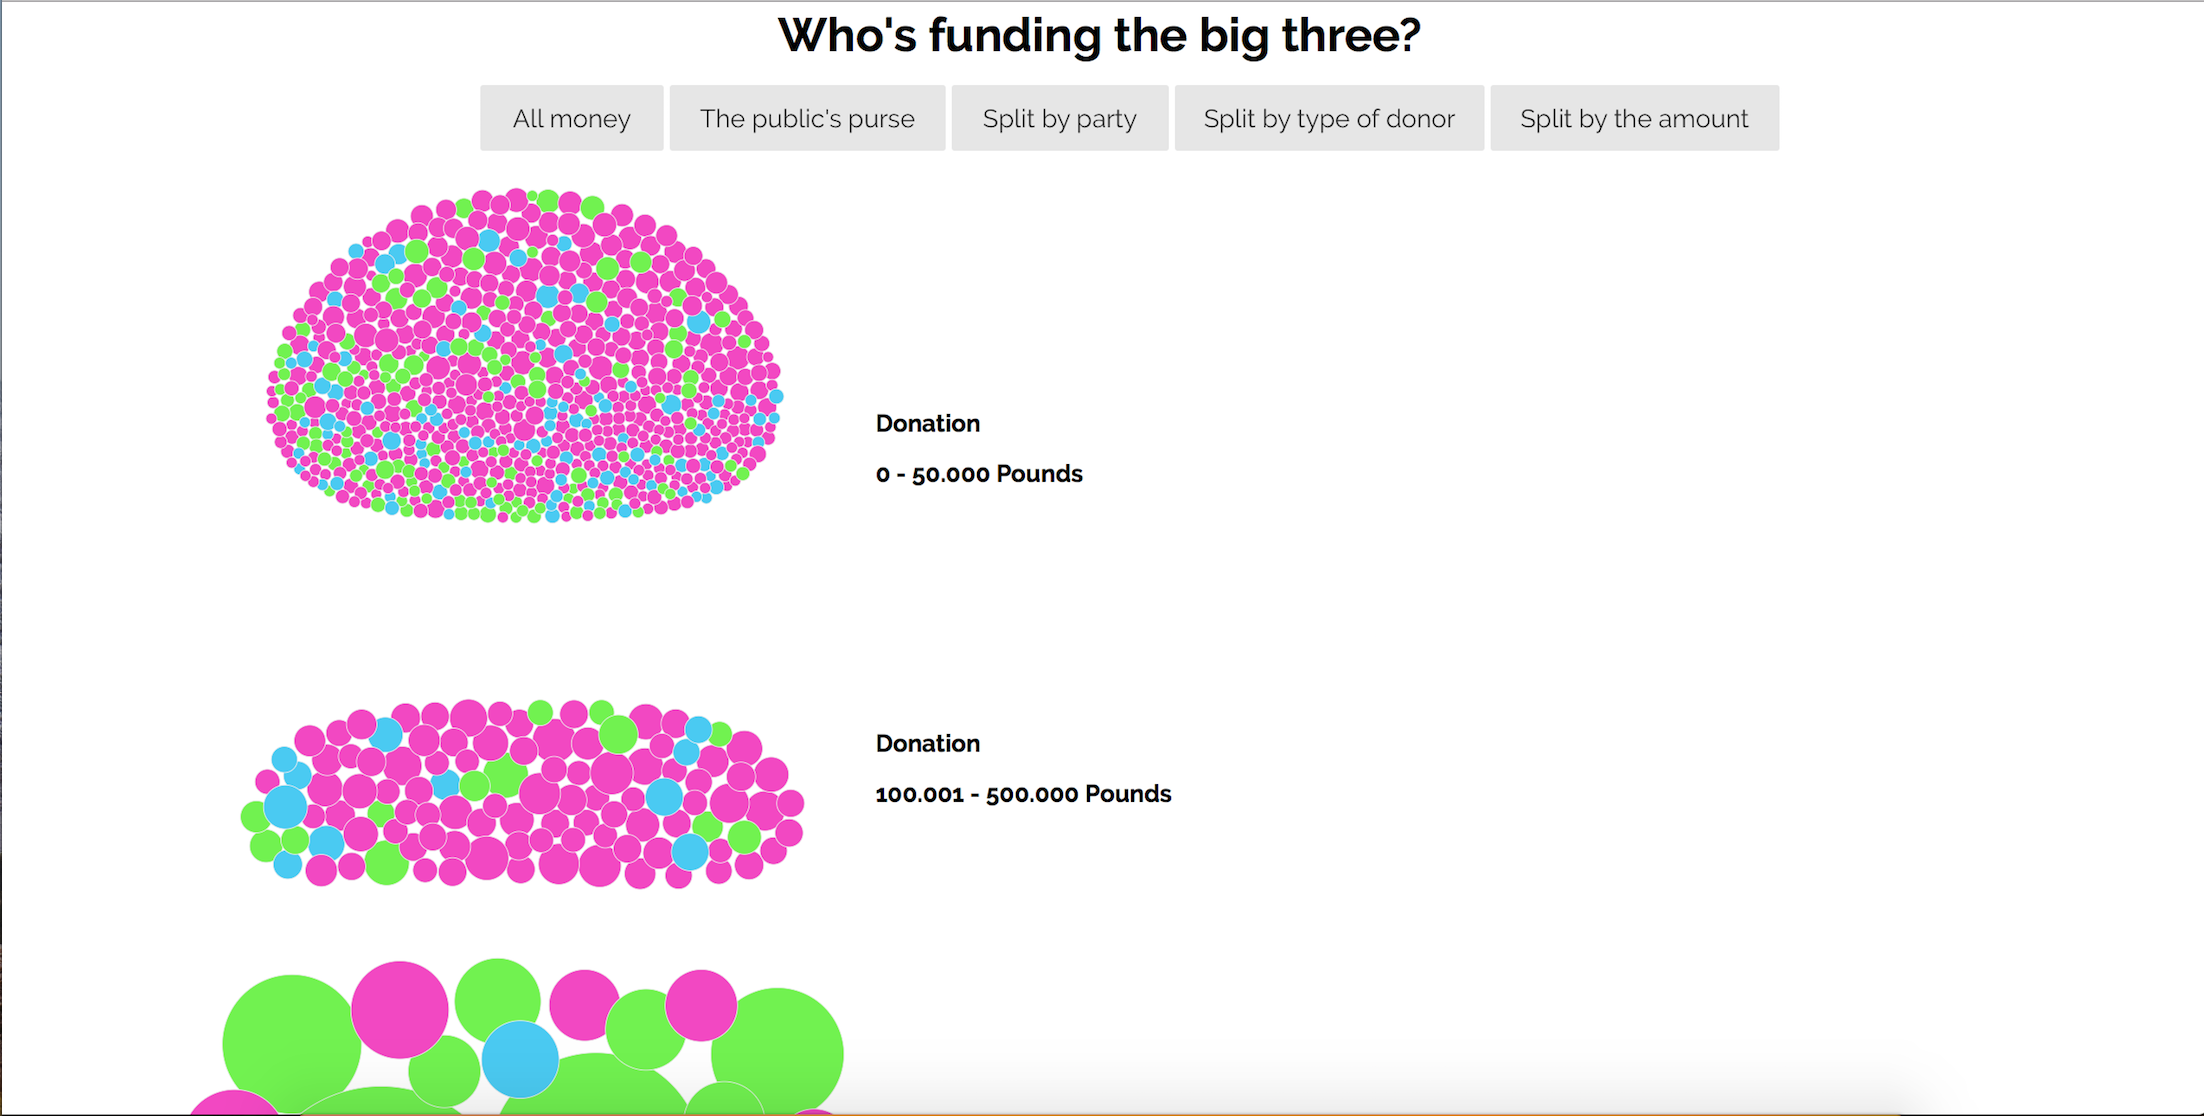 Who's funding the big three?
All money
The public's purse
Split by party
Split by type of donor
Split by the amount
Donation
0 - 50.000 Pounds
Donation
100.001 - 500.000 Pounds